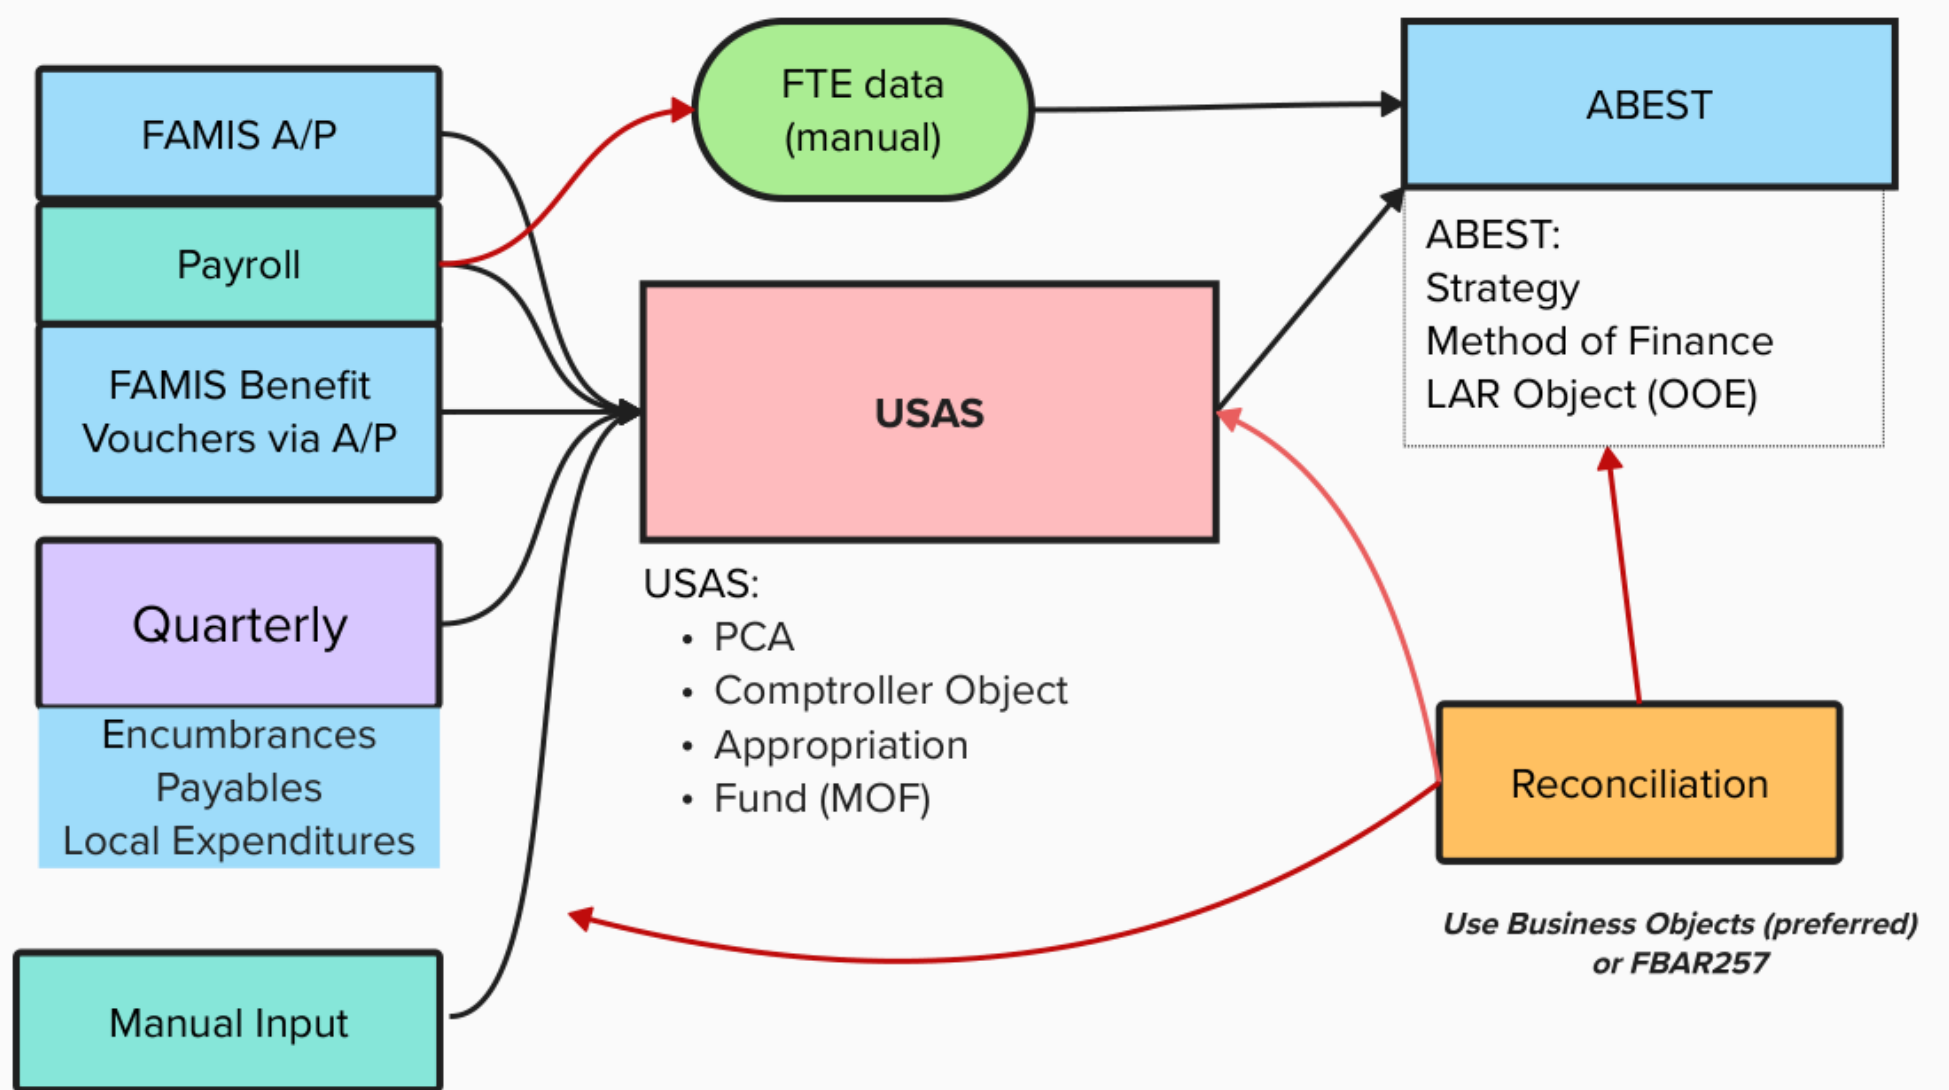 FAMIS A/P
Payroll
FAMIS Benefit
Vouchers via A/P
Quarterly
Encumbrances
Payables
Local Expenditures
Manual Input
FTE data
(manual)
USAS
USAS:
• PCA
• Comptroller Object
• Appropriation
• Fund (MOF)
ABEST
ABEST:
Strategy
Method of Finance
LAR Object (OOE)
Reconciliation
Use Business Objects (preferred)
or FBAR257